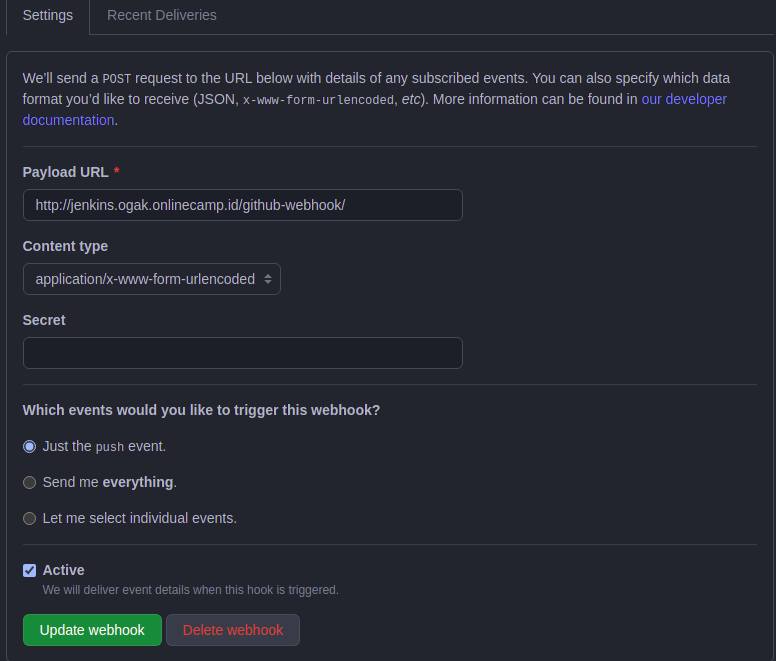 Settings
Recent Deliveries
We'll send a POST request to the URL below with details of any subscribed events. You can also specify which data
format you'd like to receive (JSON, x-www-form-urlencoded, etc). More information can be found in our developer
documentation.
Payload URL *
http://jenkins.ogak.onlinecamp.id/github-webhook/
Content type
application/x-www-form-urlencoded
Secret
Which events would you like to trigger this webhook?
Just the push event.
Send me everything.
Let me select individual events.
Active
We will deliver event details when this hook is triggered.
Update webhook
Delete webhook